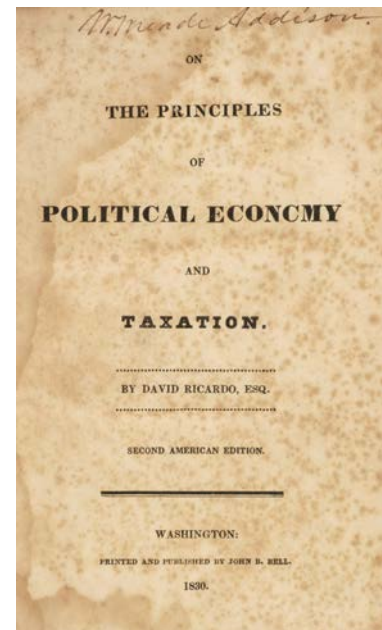 W. Meade Addison.
ON
THE PRINCIPLES
OF
POLITICAL ECONCMY
AND
TAXATION.
BY DAVID RICARDO, ESQ.
SECOND AMERICAN EDITION.
WASHINGTON:
PRINTED AND PUBLISHED BY JOHN B. BELL.
1830.